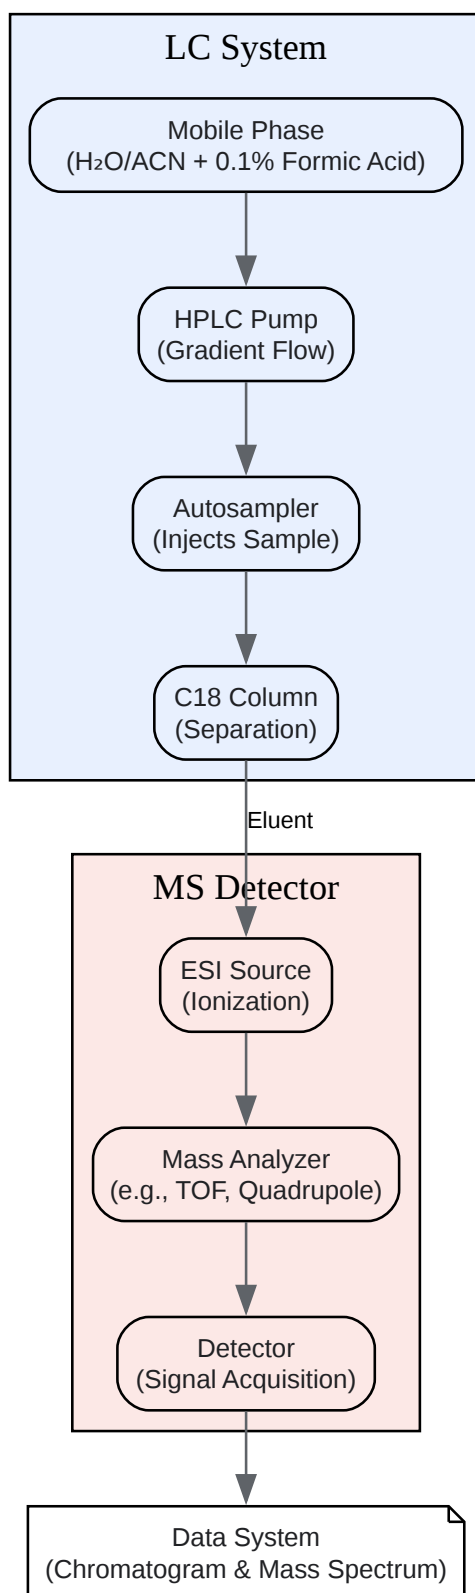 LC System
Mobile Phase
(H₂O/ACN + 0.1% Formic Acid)
HPLC Pump
(Gradient Flow)
Autosampler
(Injects Sample)
C18 Column
(Separation)
Eluent
MS Detector
ESI Source
(Ionization)
Mass Analyzer
(e.g., TOF, Quadrupole)
Detector
(Signal Acquisition)
Data System
(Chromatogram & Mass Spectrum)